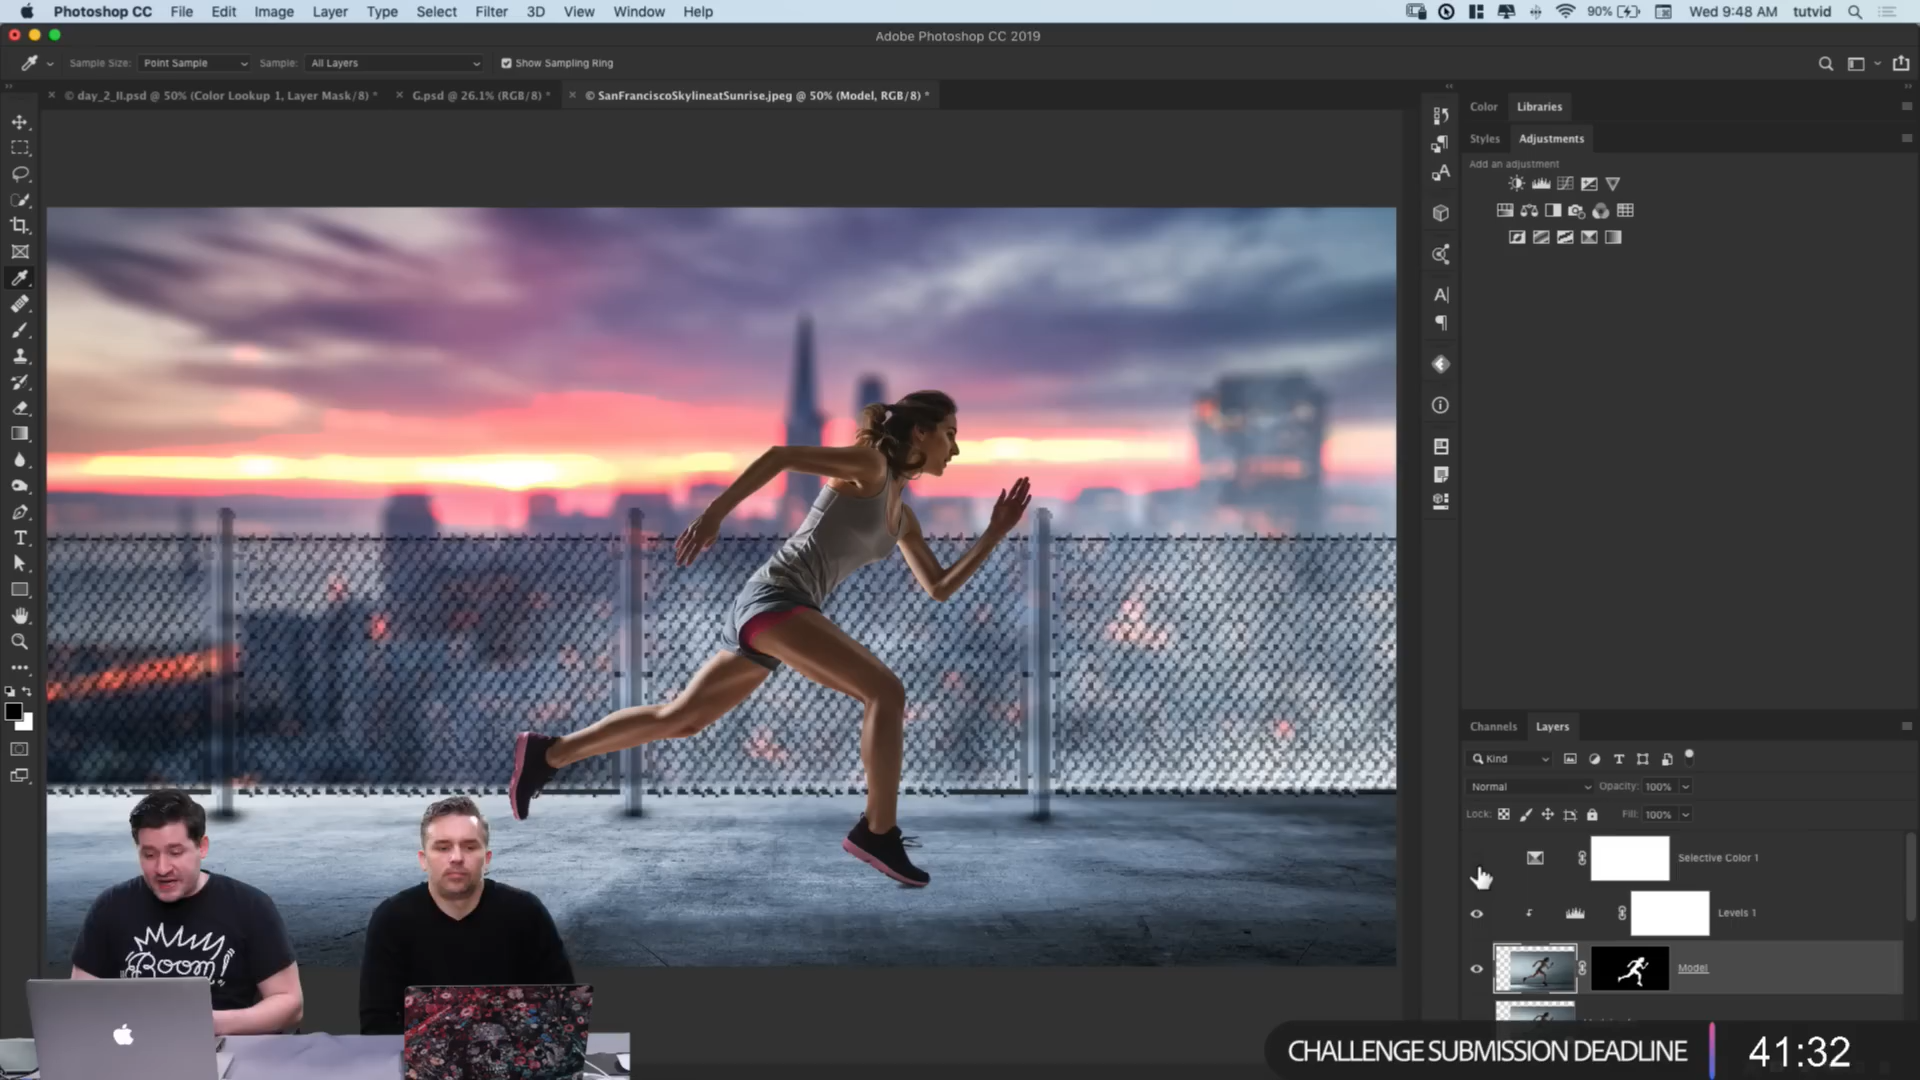 Photoshop CC File Edit Image Layer Type Select Filter 3D View Window Help 90% Wed 9:48 AM tutvid
Adobe Photoshop CC 2019
Sample Size: Point Sample Sample: All Layers Show Sampling Ring
© day_2_II.psd @ 50% (Color Lookup 1, Layer Mask/8) * G.psd @ 26.1% (RGB/8) * © SanFranciscoSkylineatSunrise.jpeg @ 50% (Model, RGB/8) *
Color Libraries
Styles Adjustments
Add an adjustment
Channels Layers
Kind
Normal Opacity: 100%
Lock: Fill: 100%
Selective Color 1
Levels 1
Model
Boom!
CHALLENGE SUBMISSION DEADLINE 41:32